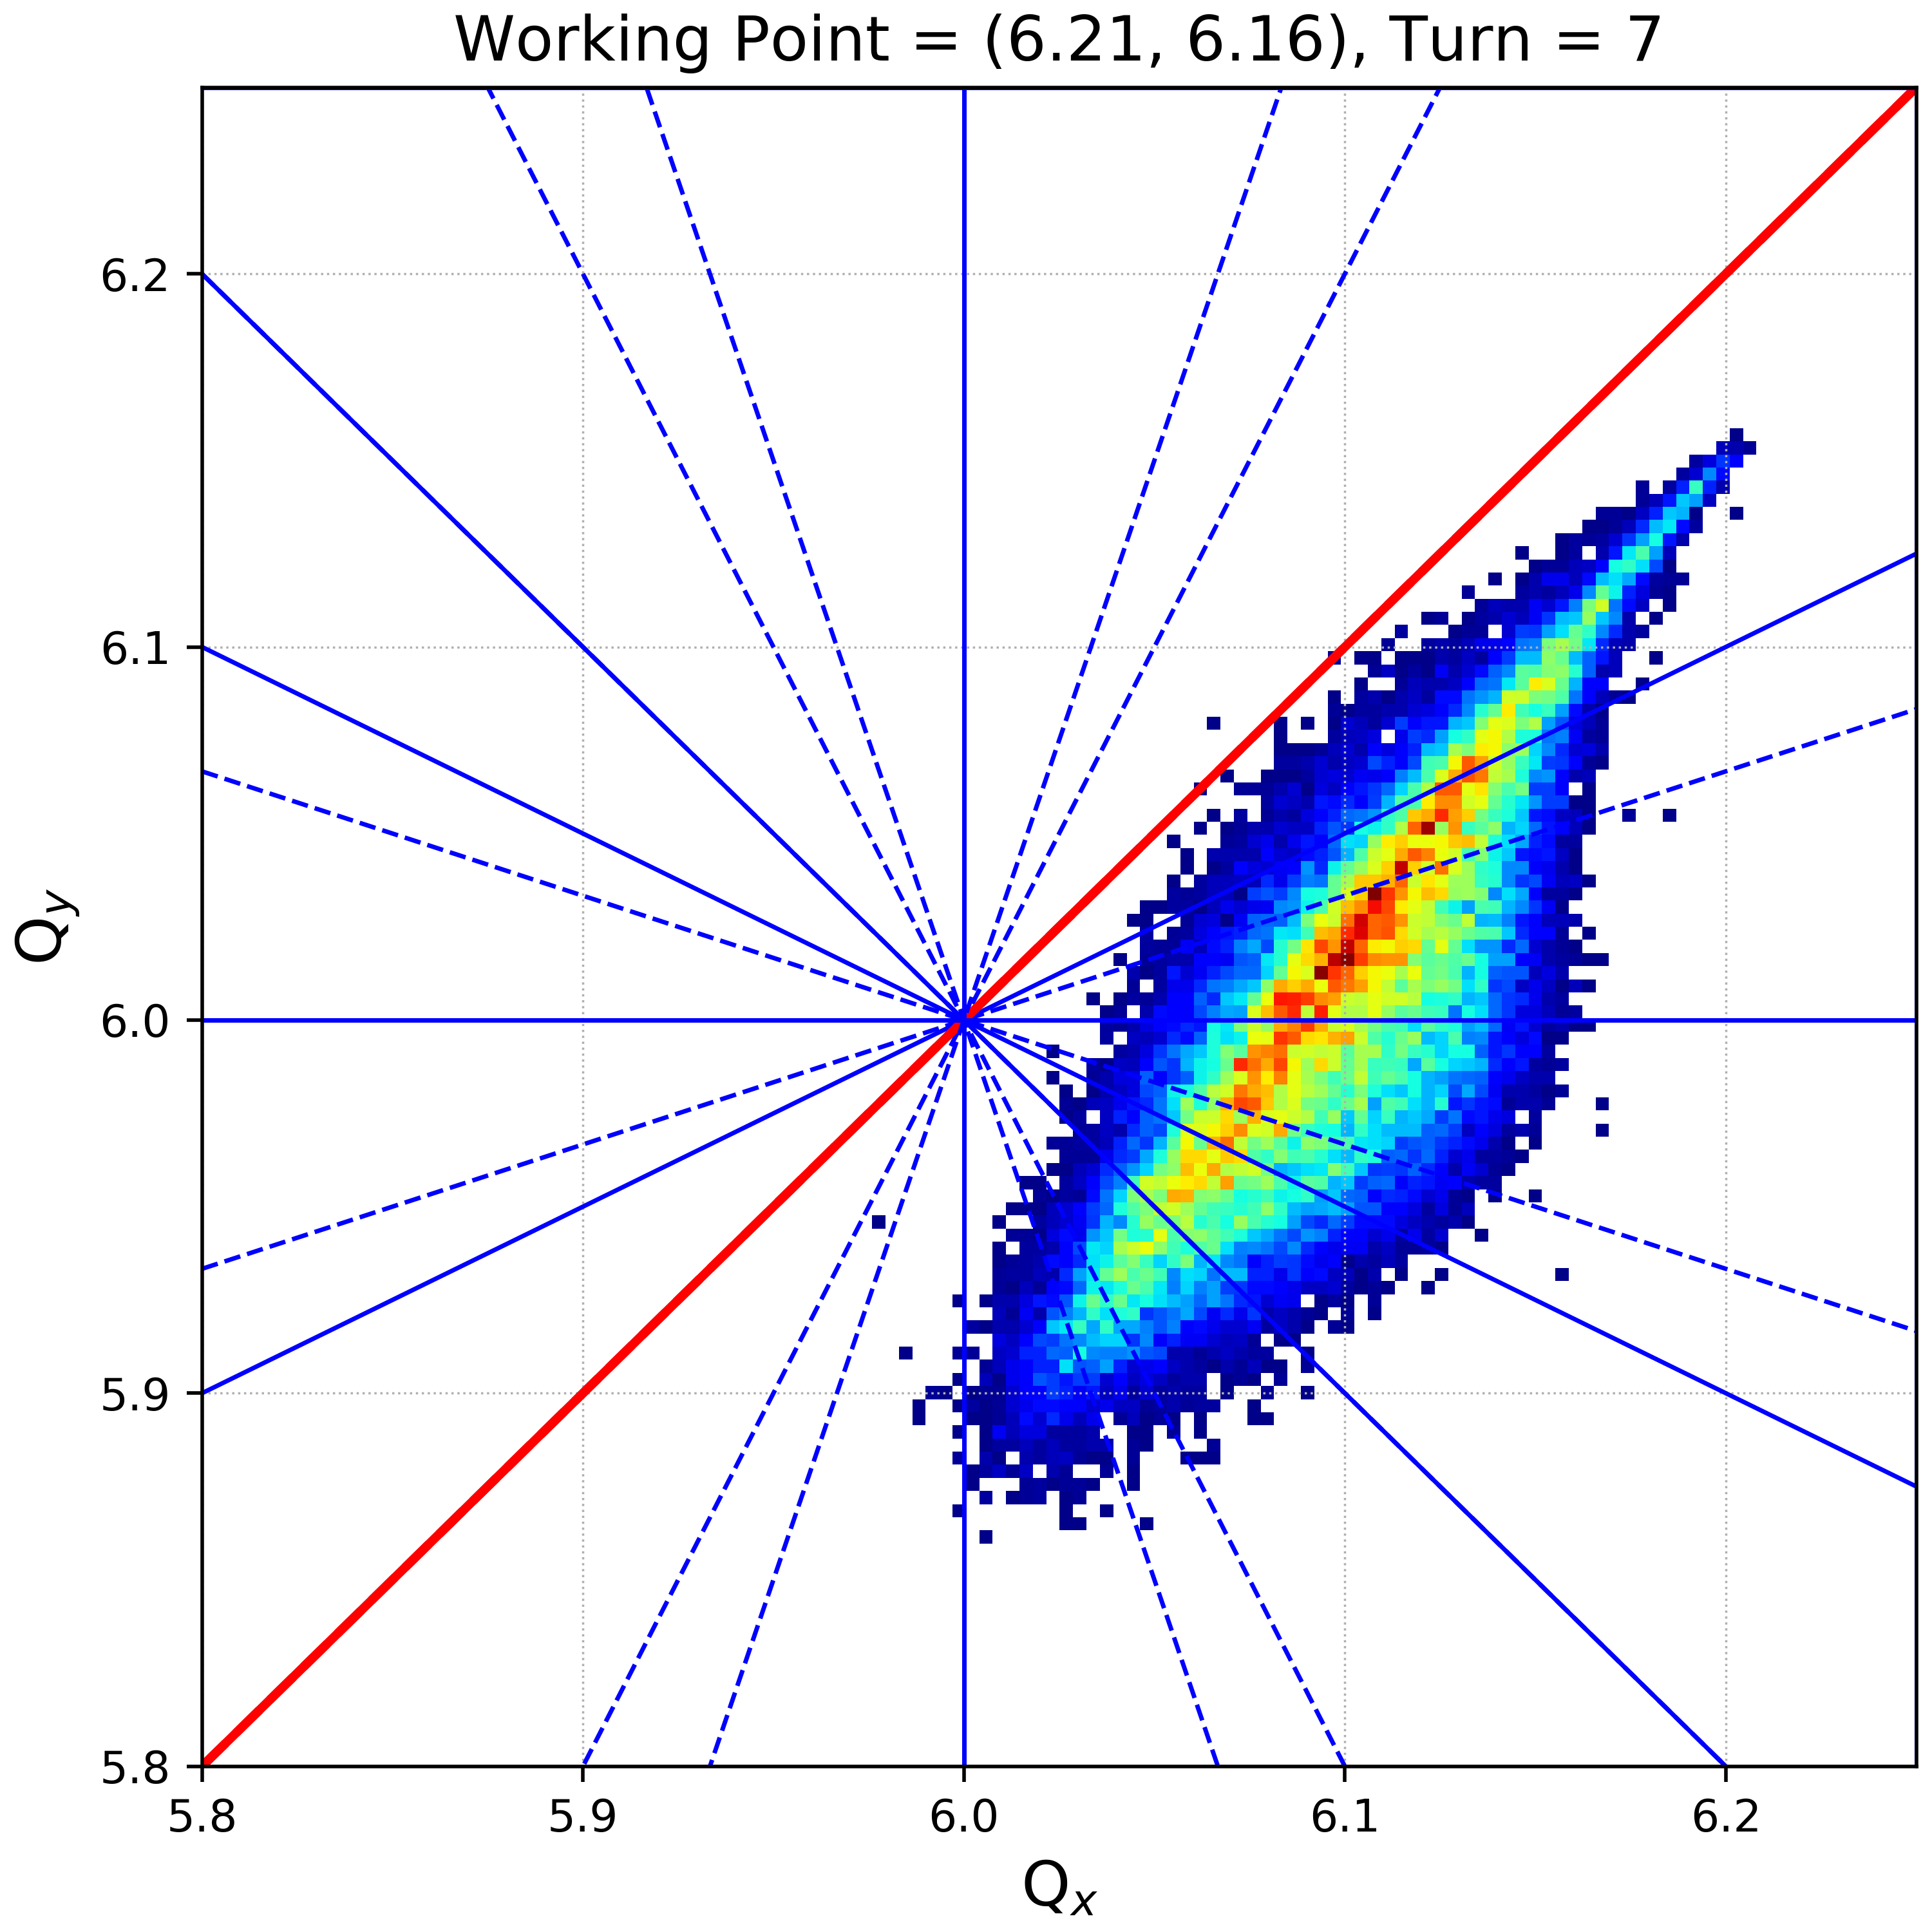 Working Point = (6.21, 6.16), Turn = 7
6.2
6.1
6.0
5.9
5.8
Qy
5.8 5.9 6.0 6.1 6.2
Qx